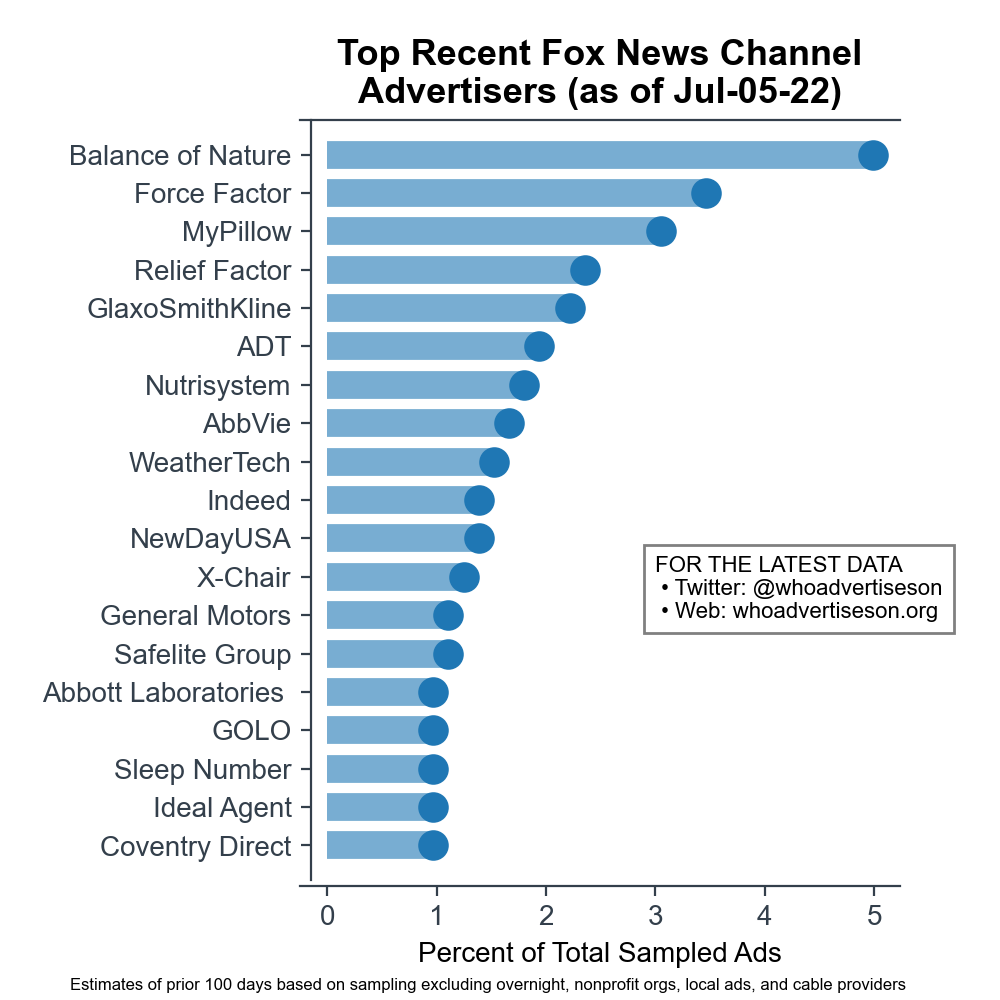 Top Recent Fox News Channel
Advertisers (as of Jul-05-22)
Balance of Nature
Force Factor
MyPillow
Relief Factor
GlaxoSmithKline
ADT
Nutrisystem
AbbVie
WeatherTech
Indeed
NewDayUSA
X-Chair
General Motors
Safelite Group
Abbott Laboratories
GOLO
Sleep Number
Ideal Agent
Coventry Direct
FOR THE LATEST DATA
• Twitter: @whoadvertiseson
• Web: whoadvertiseson.org
0 1 2 3 4 5
Percent of Total Sampled Ads
Estimates of prior 100 days based on sampling excluding overnight, nonprofit orgs, local ads, and cable providers